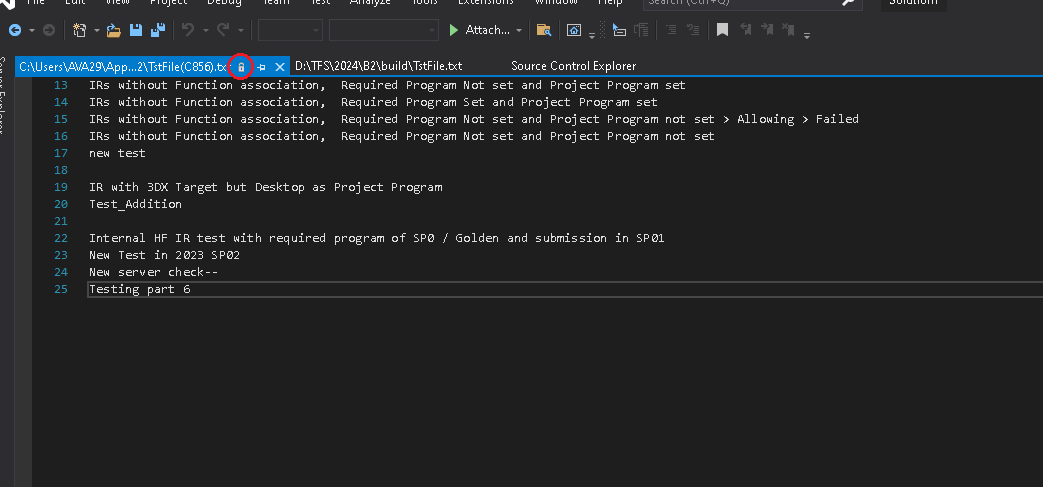 File Edit View Project Debug Team Test Analyze Tools Extensions Window Help Search (Ctrl+Q) Solution1
Attach...
C:\Users\AVA29\App...2\TstFile(C856).txt D:\TFS\2024\B2\build\TstFile.txt Source Control Explorer
Server Explorer
13 IRs without Function association, Required Program Not set and Project Program set
14 IRs without Function association, Required Program Set and Project Program set
15 IRs without Function association, Required Program Not set and Project Program not set > Allowing > Failed
16 IRs without Function association, Required Program Not set and Project Program not set
17 new test
18
19 IR with 3DX Target but Desktop as Project Program
20 Test_Addition
21
22 Internal HF IR test with required program of SP0 / Golden and submission in SP01
23 New Test in 2023 SP02
24 New server check--
25 Testing part 6